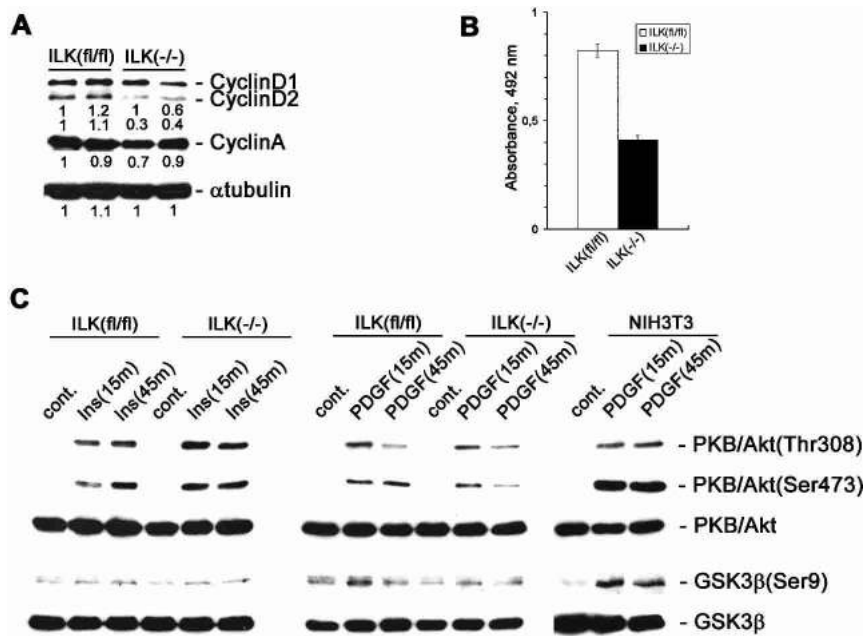 A
ILK(fl/fl) ILK(-/-)
- CyclinD1
- CyclinD2
1 1.2 1 0.6
1 1.1 0.3 0.4
- CyclinA
1 0.9 0.7 0.9
- αtubulin
1 1.1 1 1
B
Absorbance, 492 nm
1
0,5
0
ILK(fl/fl)
ILK(-/-)
ILK(fl/fl)
ILK(-/-)
C
ILK(fl/fl) ILK(-/-) ILK(fl/fl) ILK(-/-) NIH3T3
cont. Ins(15m) Ins(45m) cont. Ins(15m) Ins(45m) cont. PDGF(15m) PDGF(45m) cont. PDGF(15m) PDGF(45m) cont. PDGF(15m) PDGF(45m)
- PKB/Akt(Thr308)
- PKB/Akt(Ser473)
- PKB/Akt
- GSK3β(Ser9)
- GSK3β